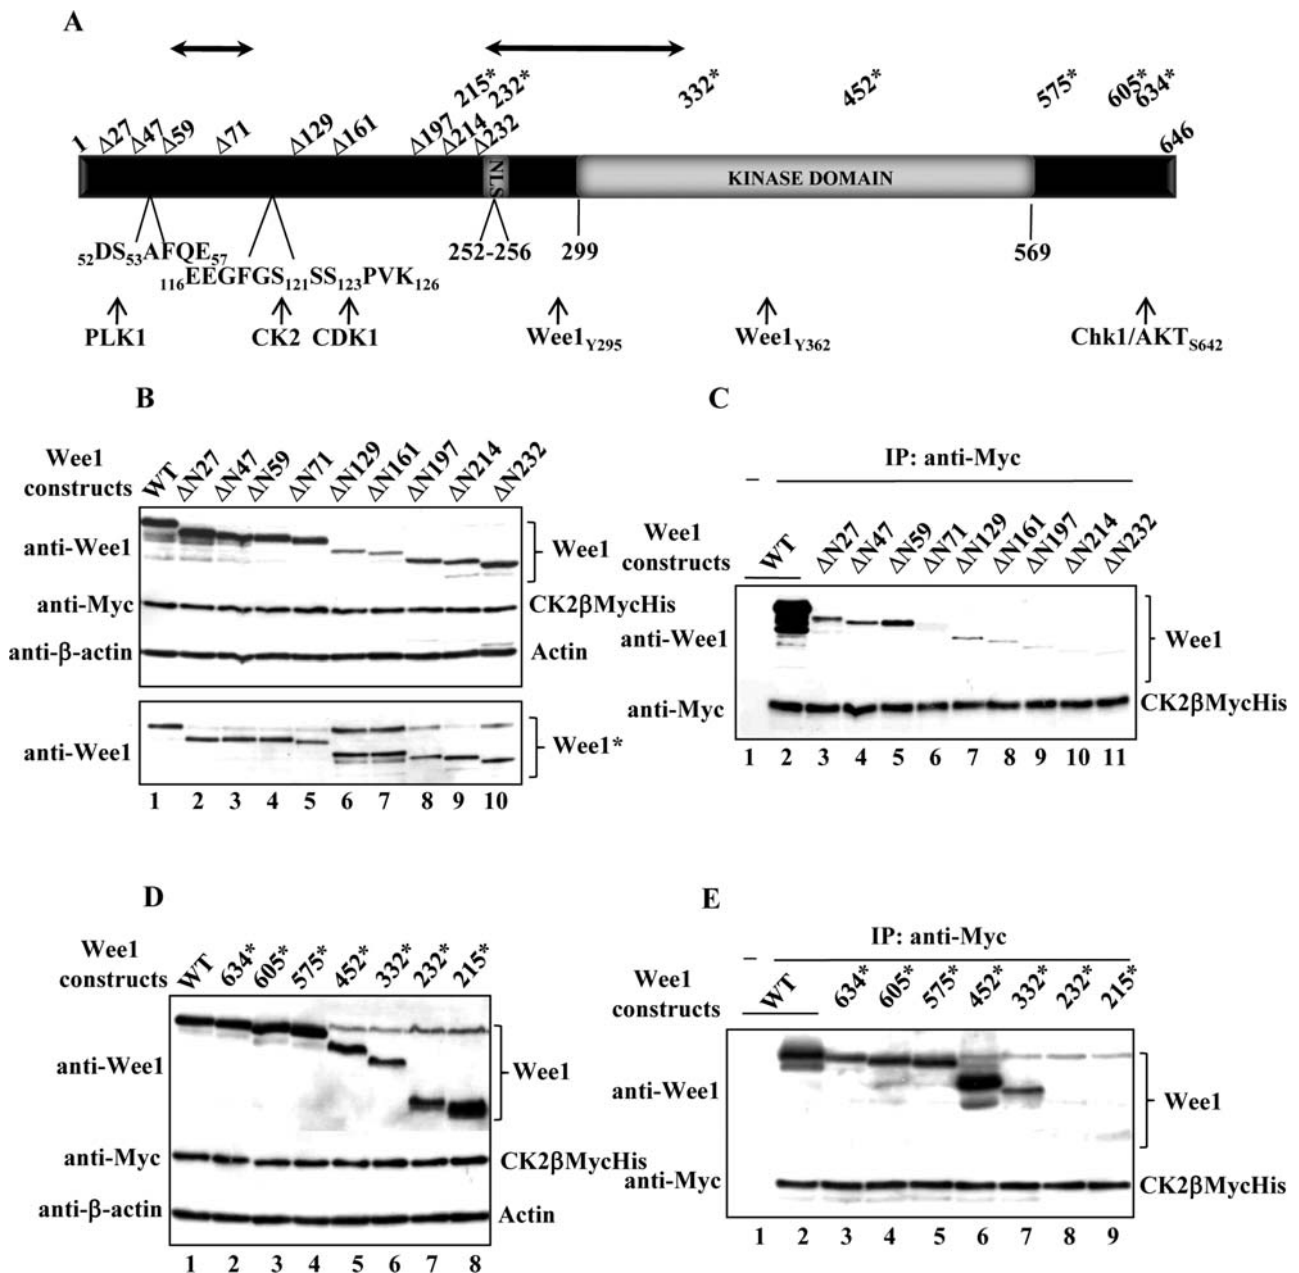 A
215* 232* 332* 452* 575* 605* 634*
1 Δ27 Δ47 Δ59 Δ71 Δ129 Δ161 Δ197 Δ214 Δ232 646
NLS KINASE DOMAIN
52DS53AFQE57 252-256 299 569
116EEGFGS121SS123PVK126
PLK1 CK2 CDK1 Wee1Y295 Wee1Y362 Chk1/AKTS642
B
Wee1
constructs
WT ΔN27 ΔN47 ΔN59 ΔN71 ΔN129 ΔN161 ΔN197 ΔN214 ΔN232
anti-Wee1 Wee1
anti-Myc CK2βMycHis
anti-β-actin Actin
anti-Wee1 Wee1*
1 2 3 4 5 6 7 8 9 10
C
IP: anti-Myc
–
Wee1
constructs
WT ΔN27 ΔN47 ΔN59 ΔN71 ΔN129 ΔN161 ΔN197 ΔN214 ΔN232
anti-Wee1 Wee1
anti-Myc CK2βMycHis
1 2 3 4 5 6 7 8 9 10 11
D
Wee1
constructs
WT 634* 605* 575* 452* 332* 232* 215*
anti-Wee1 Wee1
anti-Myc CK2βMycHis
anti-β-actin Actin
1 2 3 4 5 6 7 8
E
IP: anti-Myc
–
Wee1
constructs
WT 634* 605* 575* 452* 332* 232* 215*
anti-Wee1 Wee1
anti-Myc CK2βMycHis
1 2 3 4 5 6 7 8 9